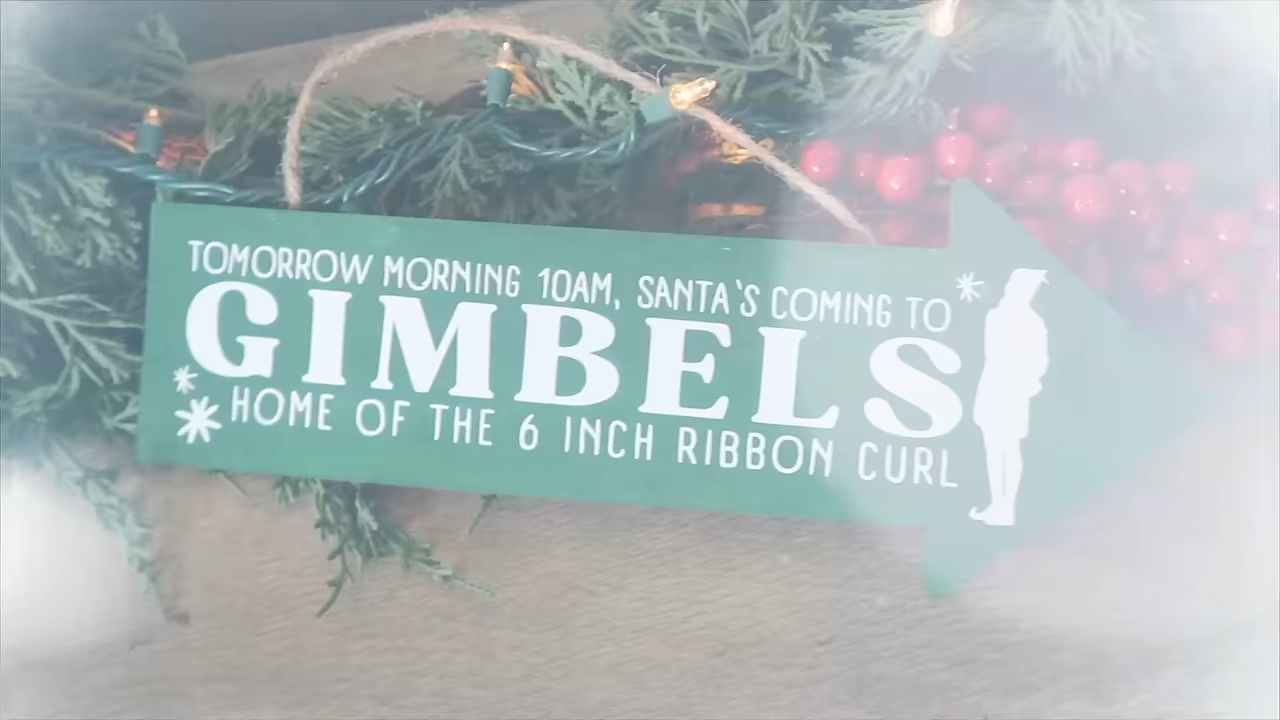 TOMORROW MORNING 10AM, SANTA'S COMING TO
GIMBELS
HOME OF THE 6 INCH RIBBON CURL